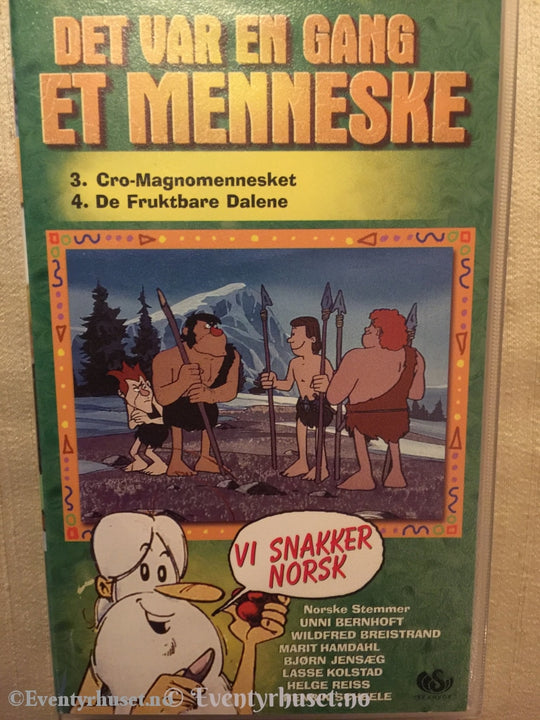 DET VAR EN GANG
ET MENNESKE
3. Cro-Magnomennesket
4. De Fruktbare Dalene
VI SNAKKER
NORSK
Norske Stemmer
UNNI BERNHOFT
WILDFRED BREISTRAND
MARIT HAMDAHL
BJØRN JENSÆG
LASSE KOLSTAD
HELGE REISS
©Eventyrhuset.no
©Eventyrhuset.no